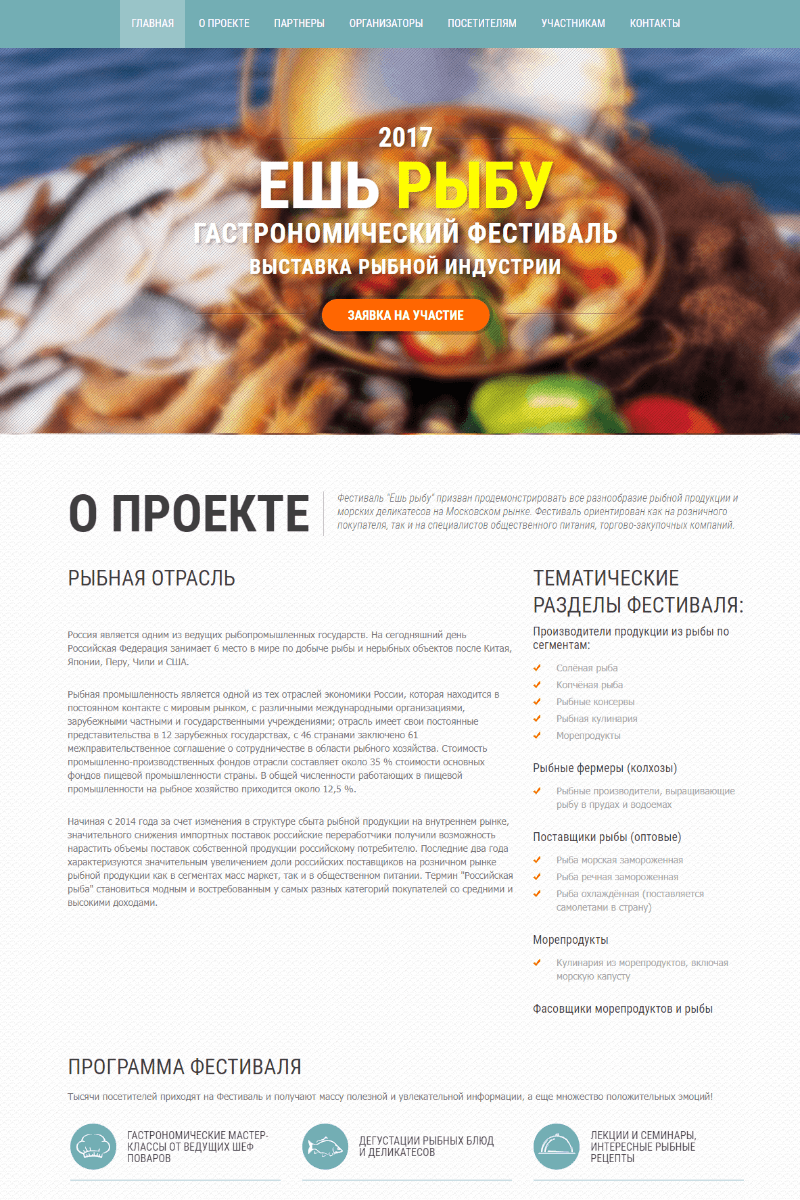 ГЛАВНАЯ О ПРОЕКТЕ ПАРТНЕРЫ ОРГАНИЗАТОРЫ ПОСЕТИТЕЛЯМ УЧАСТНИКАМ КОНТАКТЫ
2017
ЕШЬ РЫБУ
ГАСТРОНОМИЧЕСКИЙ ФЕСТИВАЛЬ
ВЫСТАВКА РЫБНОЙ ИНДУСТРИИ
ЗАЯВКА НА УЧАСТИЕ
О ПРОЕКТЕ
Фестиваль "Ешь рыбу" призван продемонстрировать все разнообразие рыбной продукции и
морских деликатесов на Московском рынке. Фестиваль ориентирован как на розничного
покупателя, так и на специалистов общественного питания, торгово-закупочных компаний.
РЫБНАЯ ОТРАСЛЬ
Россия является одним из ведущих рыбопромышленных государств. На сегодняшний день
Российская Федерация занимает 6 место в мире по добыче рыбы и нерыбных объектов после Китая,
Японии, Перу, Чили и США.
Рыбная промышленность является одной из тех отраслей экономики России, которая находится в
постоянном контакте с мировым рынком, с различными международными организациями,
зарубежными частными и государственными учреждениями; отрасль имеет свои постоянные
представительства в 12 зарубежных государствах, с 46 странами заключено 61
межправительственное соглашение о сотрудничестве в области рыбного хозяйства. Стоимость
промышленно-производственных фондов отрасли составляет около 35 % стоимости основных
фондов пищевой промышленности страны. В общей численности работающих в пищевой
промышленности на рыбное хозяйство приходится около 12,5 %.
Начиная с 2014 года за счет изменения в структуре сбыта рыбной продукции на внутреннем рынке,
значительного снижения импортных поставок российские переработчики получили возможность
нарастить объемы поставок собственной продукции российскому потребителю. Последние два года
характеризуются значительным увеличением доли российских поставщиков на розничном рынке
рыбной продукции как в сегментах масс маркет, так и в общественном питании. Термин "Российская
рыба" становиться модным и востребованным у самых разных категорий покупателей со средними и
высокими доходами.
ТЕМАТИЧЕСКИЕ
РАЗДЕЛЫ ФЕСТИВАЛЯ:
Производители продукции из рыбы по
сегментам:
Солёная рыба
Копчёная рыба
Рыбные консервы
Рыбная кулинария
Морепродукты
Рыбные фермеры (колхозы)
Рыбные производители, выращивающие
рыбу в прудах и водоемах
Поставщики рыбы (оптовые)
Рыба морская замороженная
Рыба речная замороженная
Рыба охлаждённая (поставляется
самолетами в страну)
Морепродукты
Кулинария из морепродуктов, включая
морскую капусту
Фасовщики морепродуктов и рыбы
ПРОГРАММА ФЕСТИВАЛЯ
Тысячи посетителей приходят на Фестиваль и получают массу полезной и увлекательной информации, а еще множество положительных эмоций!
ГАСТРОНОМИЧЕСКИЕ МАСТЕР-
КЛАССЫ ОТ ВЕДУЩИХ ШЕФ
ПОВАРОВ
ДЕГУСТАЦИИ РЫБНЫХ БЛЮД
И ДЕЛИКАТЕСОВ
ЛЕКЦИИ И СЕМИНАРЫ,
ИНТЕРЕСНЫЕ РЫБНЫЕ
РЕЦЕПТЫ